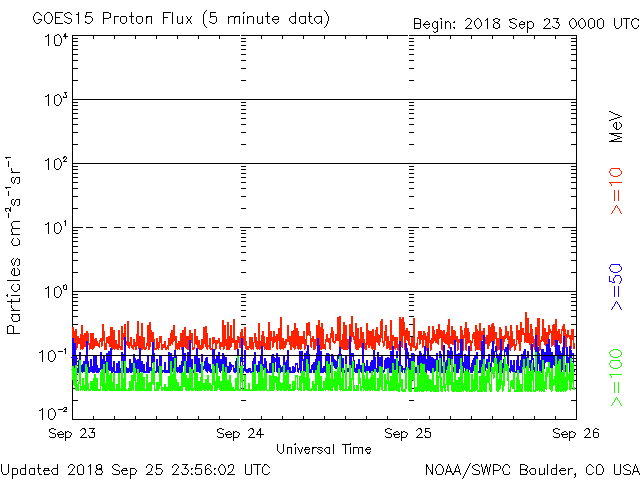 GOES15 Proton Flux (5 minute data)
Begin: 2018 Sep 23 0000 UTC
10⁴
10³
10²
10¹
10⁰
10⁻¹
10⁻²
Particles cm⁻²s⁻¹sr⁻¹
MeV
>=10
>=50
>=100
Sep 23
Sep 24
Sep 25
Sep 26
Universal Time
Updated 2018 Sep 25 23:56:02 UTC
NOAA/SWPC Boulder, CO USA